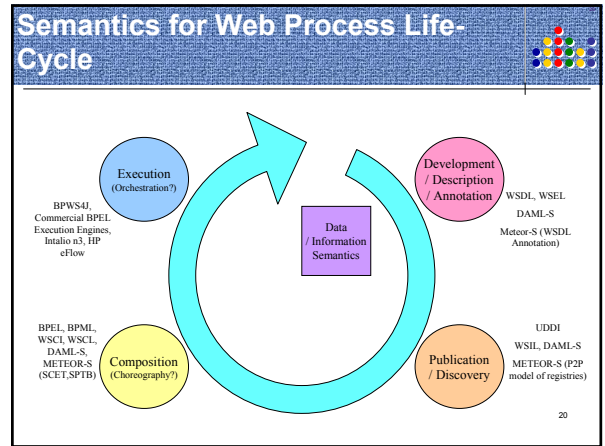 Semantics for Web Process Life-
Cycle
Execution
(Orchestration?)
BPWS4J,
Commercial BPEL
Execution Engines,
Intalio n3, HP
eFlow
Development
/ Description
/ Annotation
WSDL, WSEL
DAML-S
Meteor-S (WSDL
Annotation)
Data
/ Information
Semantics
BPEL, BPML,
WSCI, WSCL,
DAML-S,
METEOR-S
(SCET,SPTB)
Composition
(Choreography?)
Publication
/ Discovery
UDDI
WSIL, DAML-S
METEOR-S (P2P
model of registries)
20